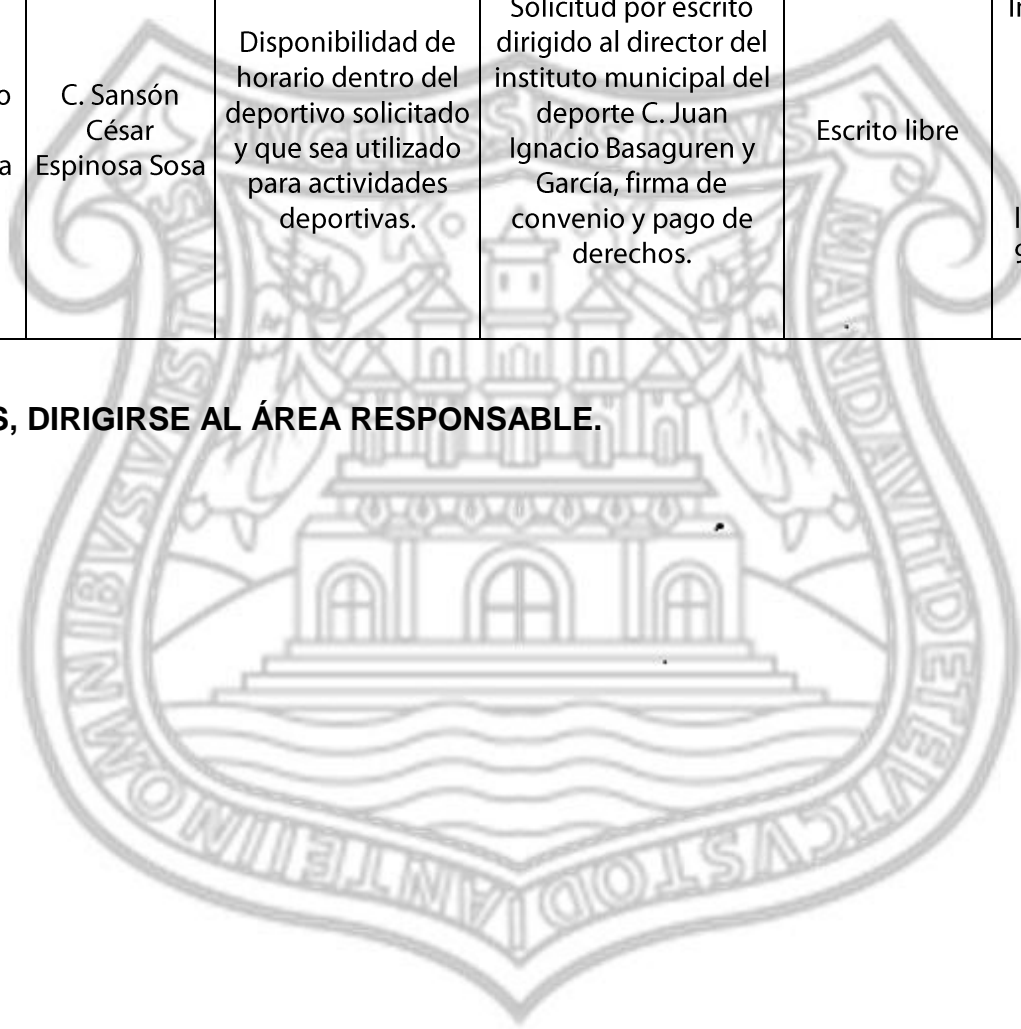 C. Sansón
César
Espinosa Sosa
Disponibilidad de
horario dentro del
deportivo solicitado
y que sea utilizado
para actividades
deportivas.
Solicitud por escrito
dirigido al director del
instituto municipal del
deporte C. Juan
Ignacio Basaguren y
García, firma de
convenio y pago de
derechos.
Escrito libre
DIRIGIRSE AL ÁREA RESPONSABLE.